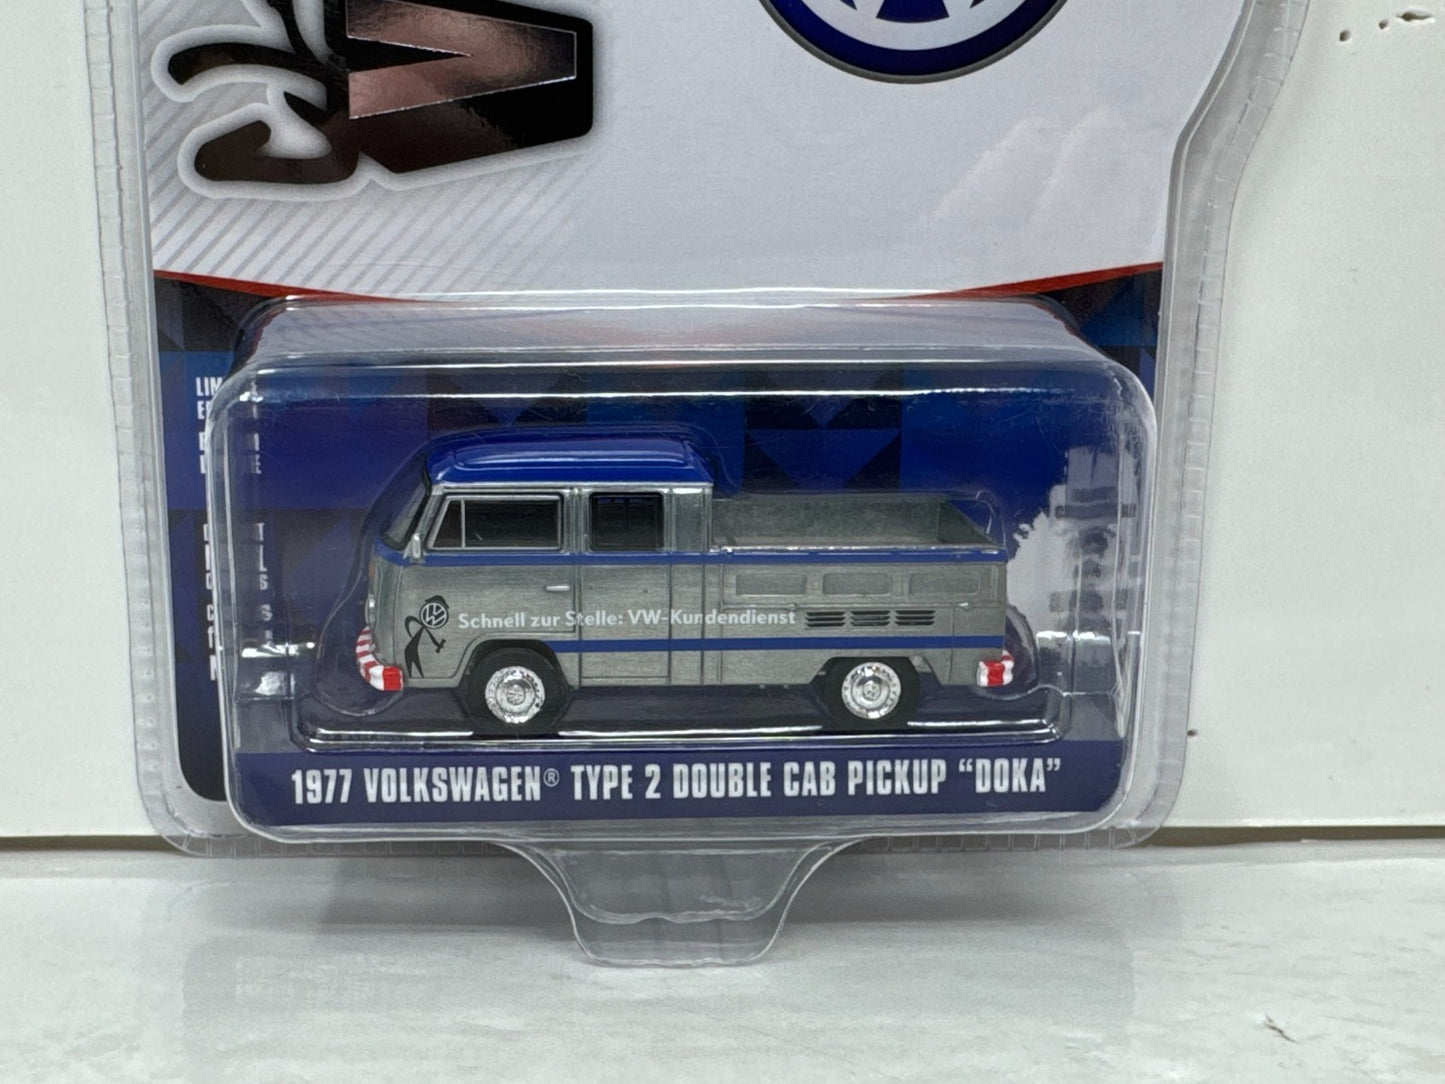 Schnell zur Stelle: VW-Kundendienst
1977 VOLKSWAGEN® TYPE 2 DOUBLE CAB PICKUP “DOKA”